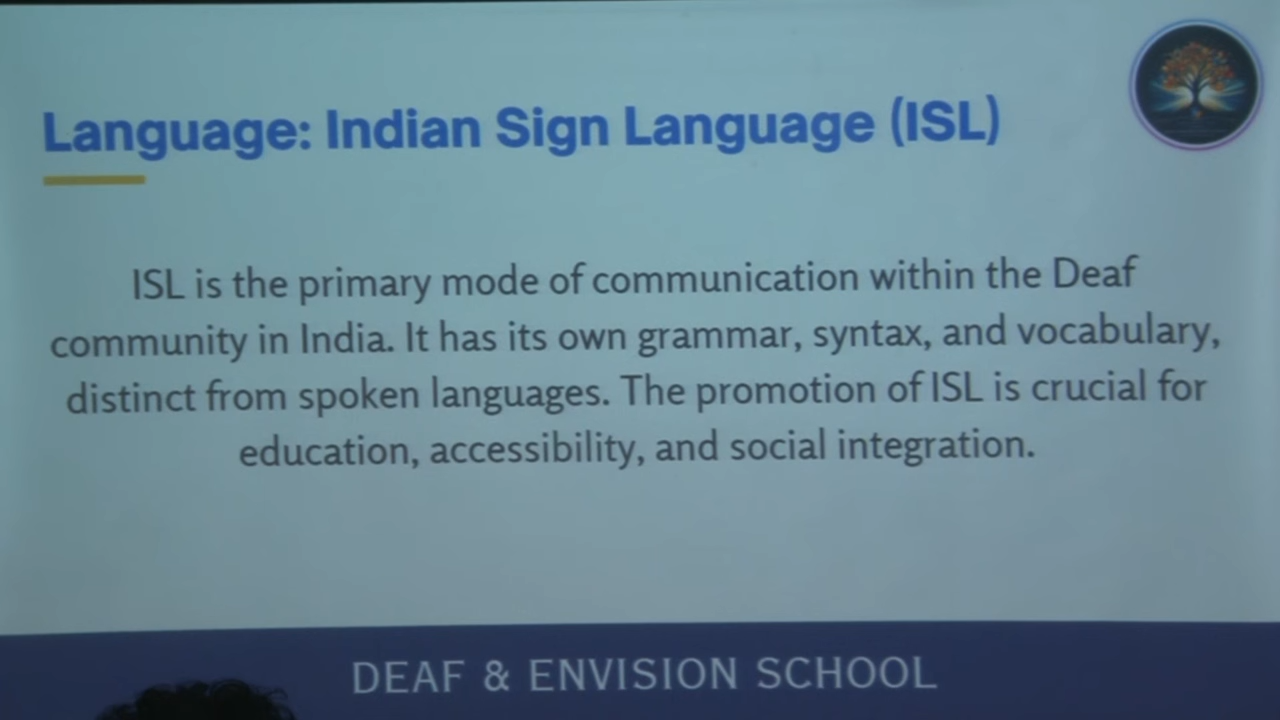 Language: Indian Sign Language (ISL)
ISL is the primary mode of communication within the Deaf
community in India. It has its own grammar, syntax, and vocabulary,
distinct from spoken languages. The promotion of ISL is crucial for
education, accessibility, and social integration.
DEAF & ENVISION SCHOOL